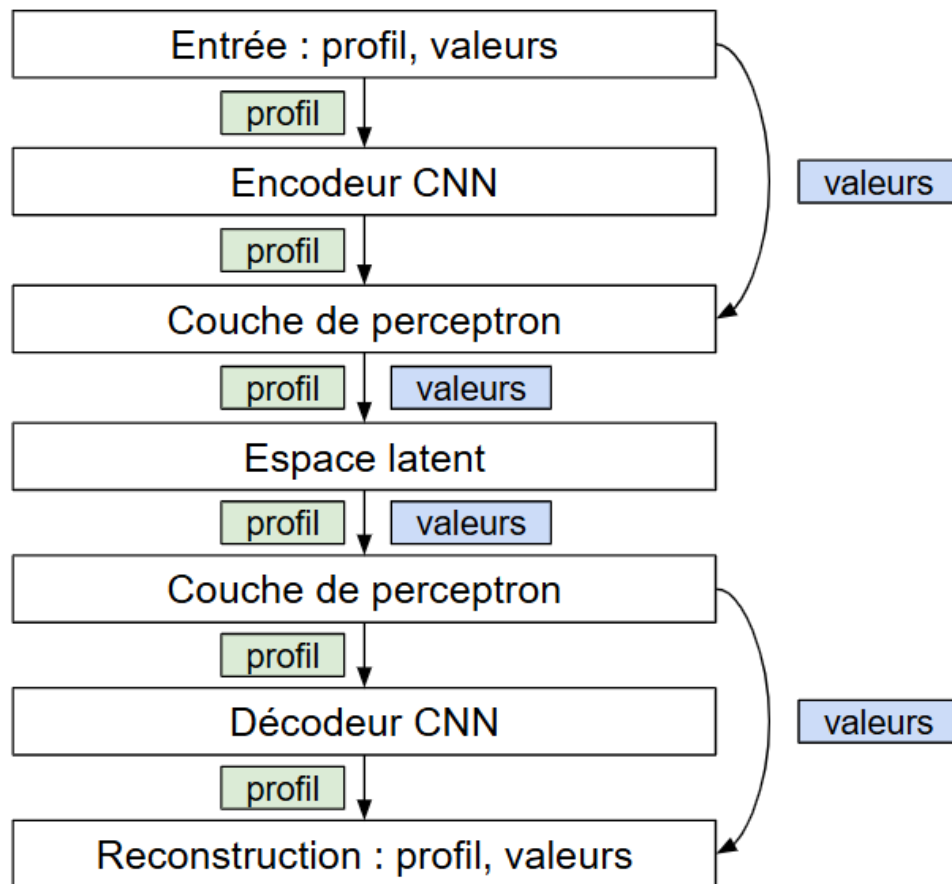 Entrée : profil, valeurs
profil
valeurs
Encodeur CNN
profil
Couche de perceptron
profil
valeurs
Espace latent
profil
valeurs
Couche de perceptron
profil
Décodeur CNN
valeurs
profil
Reconstruction : profil, valeurs